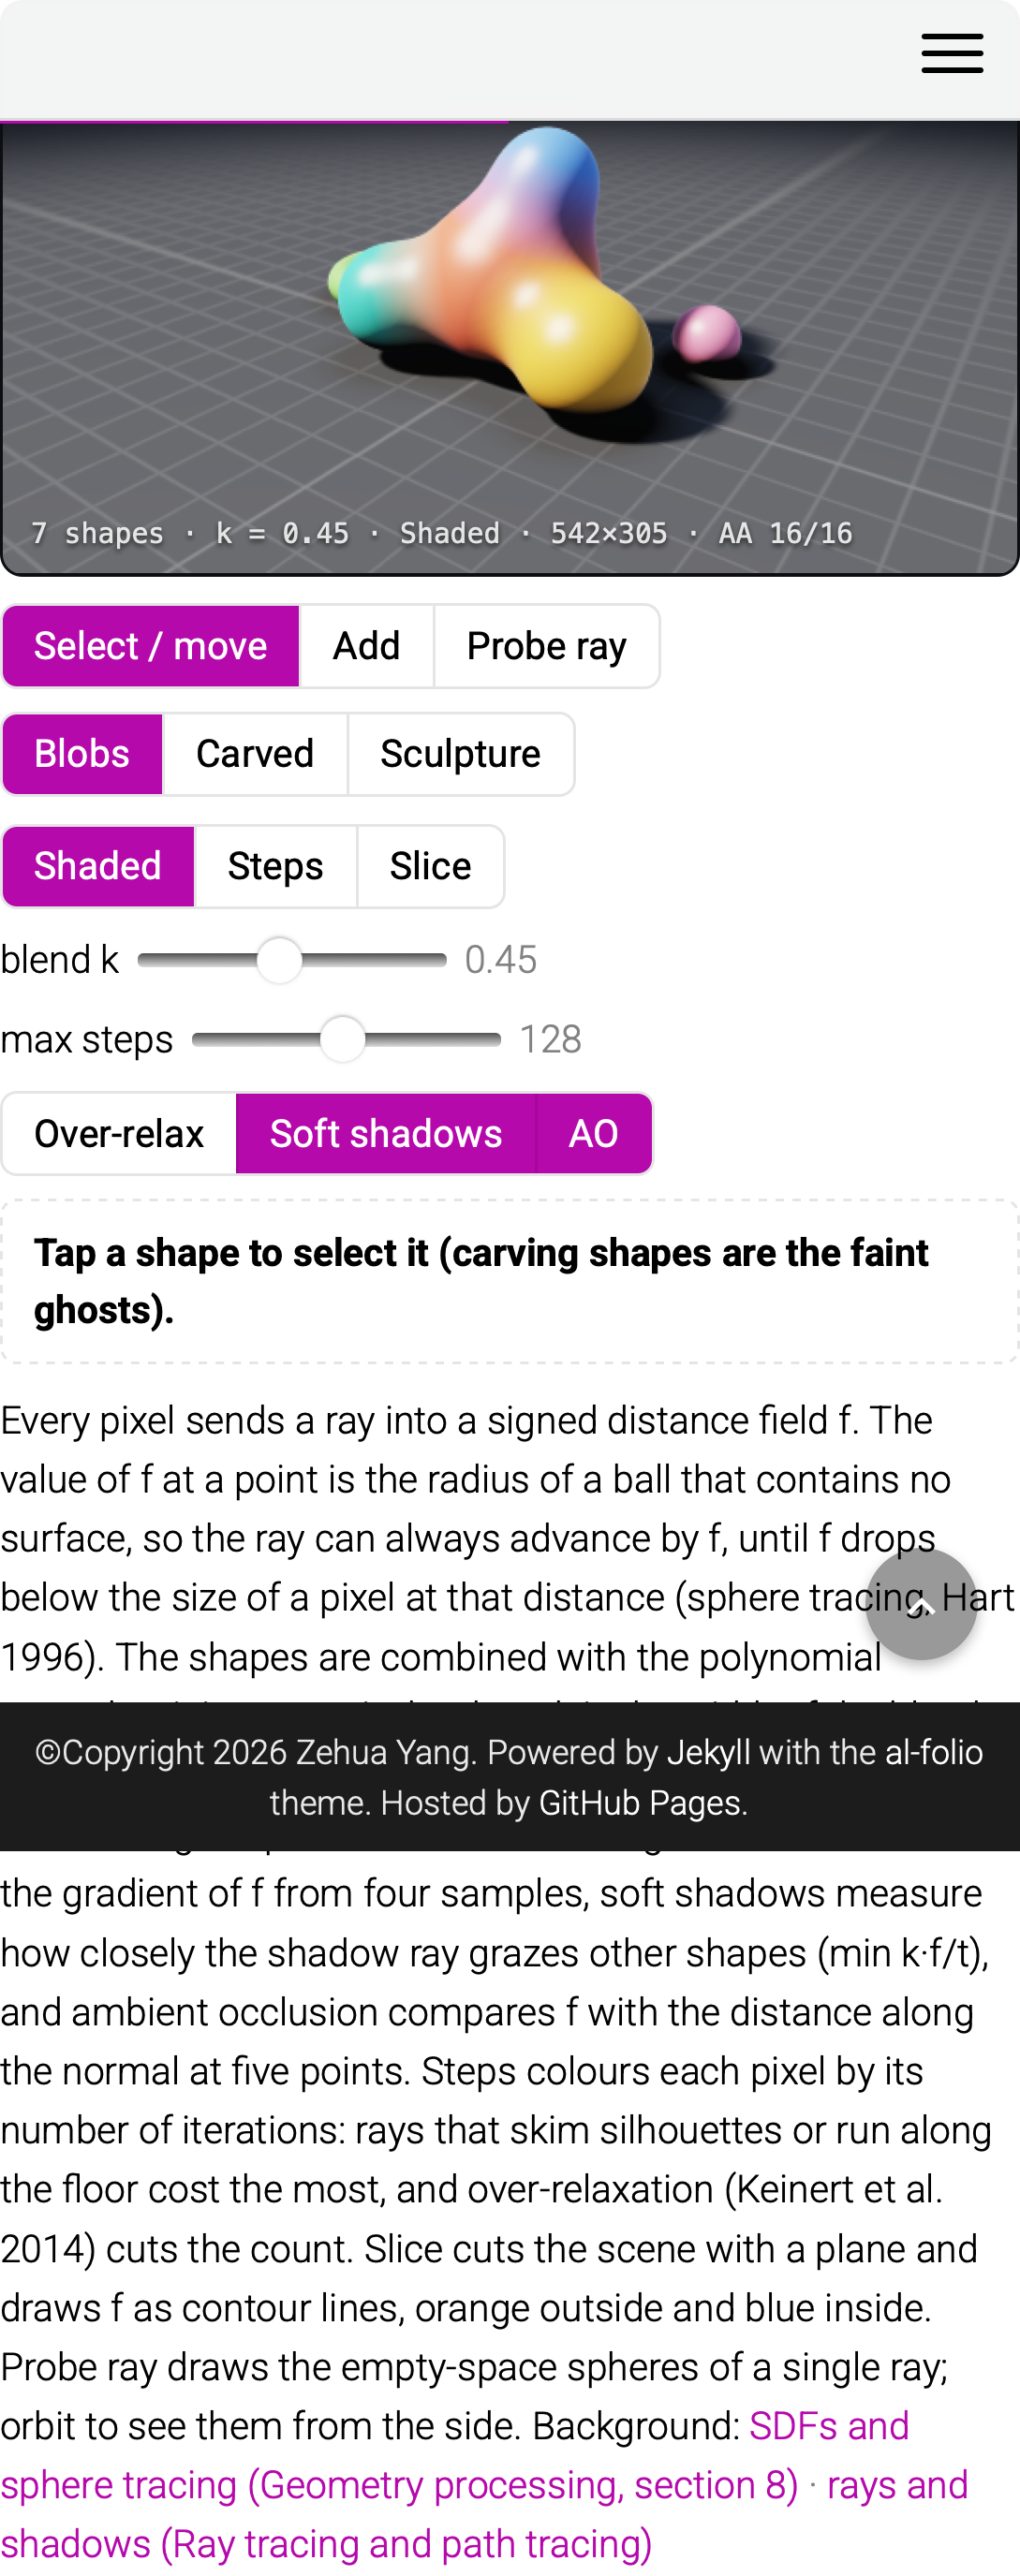 7 shapes · k = 0.45 · Shaded · 542×305 · AA 16/16
Select / move Add Probe ray
Blobs Carved Sculpture
Shaded Steps Slice
blend k 0.45
max steps 128
Over-relax Soft shadows AO
Tap a shape to select it (carving shapes are the faint
ghosts).
Every pixel sends a ray into a signed distance field f. The
value of f at a point is the radius of a ball that contains no
surface, so the ray can always advance by f, until f drops
below the size of a pixel at that distance (sphere tracing, Hart
1996). The shapes are combined with the polynomial
©Copyright 2026 Zehua Yang. Powered by Jekyll with the al-folio
theme. Hosted by GitHub Pages.
the gradient of f from four samples, soft shadows measure
how closely the shadow ray grazes other shapes (min k·f/t),
and ambient occlusion compares f with the distance along
the normal at five points. Steps colours each pixel by its
number of iterations: rays that skim silhouettes or run along
the floor cost the most, and over-relaxation (Keinert et al.
2014) cuts the count. Slice cuts the scene with a plane and
draws f as contour lines, orange outside and blue inside.
Probe ray draws the empty-space spheres of a single ray;
orbit to see them from the side. Background: SDFs and
sphere tracing (Geometry processing, section 8) · rays and
shadows (Ray tracing and path tracing)